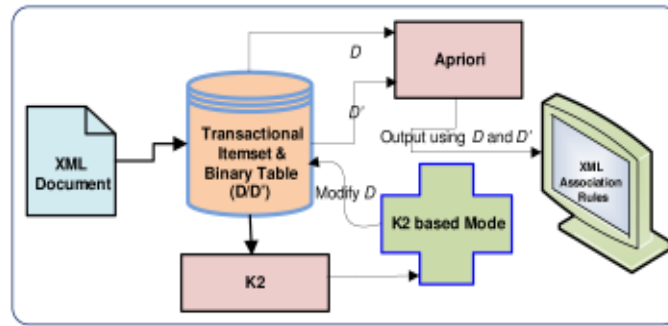 D
Apriori
D'
XML
Document
Transactional
Itemset &
Binary Table
(D/D')
Output using D and D'
XML
Association
Rules
Modify D
K2 based Mode
K2